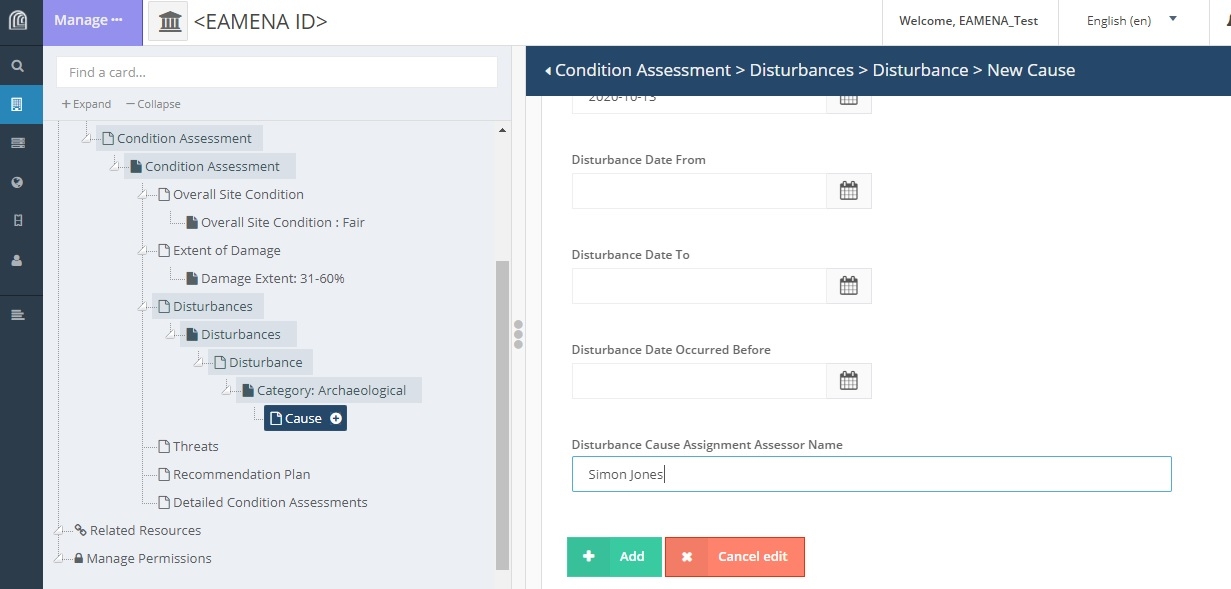 Manage ···
<EAMENA ID>
Welcome, EAMENA_Test
English (en)
Find a card...
+ Expand − Collapse
Condition Assessment
Condition Assessment
Overall Site Condition
Overall Site Condition : Fair
Extent of Damage
Damage Extent: 31-60%
Disturbances
Disturbances
Disturbance
Category: Archaeological
Cause
Threats
Recommendation Plan
Detailed Condition Assessments
Related Resources
Manage Permissions
Condition Assessment > Disturbances > Disturbance > New Cause
2020-10-13
Disturbance Date From
Disturbance Date To
Disturbance Date Occurred Before
Disturbance Cause Assignment Assessor Name
Simon Jones
Add
Cancel edit